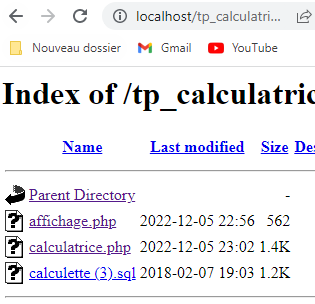 localhost/tp_calculatri...
Nouveau dossier Gmail YouTube
Index of /tp_calculatric
Name Last modified Size Des
Parent Directory -
affichage.php 2022-12-05 22:56 562
calculatrice.php 2022-12-05 23:02 1.4K
calculette (3).sql 2018-02-07 19:03 1.2K